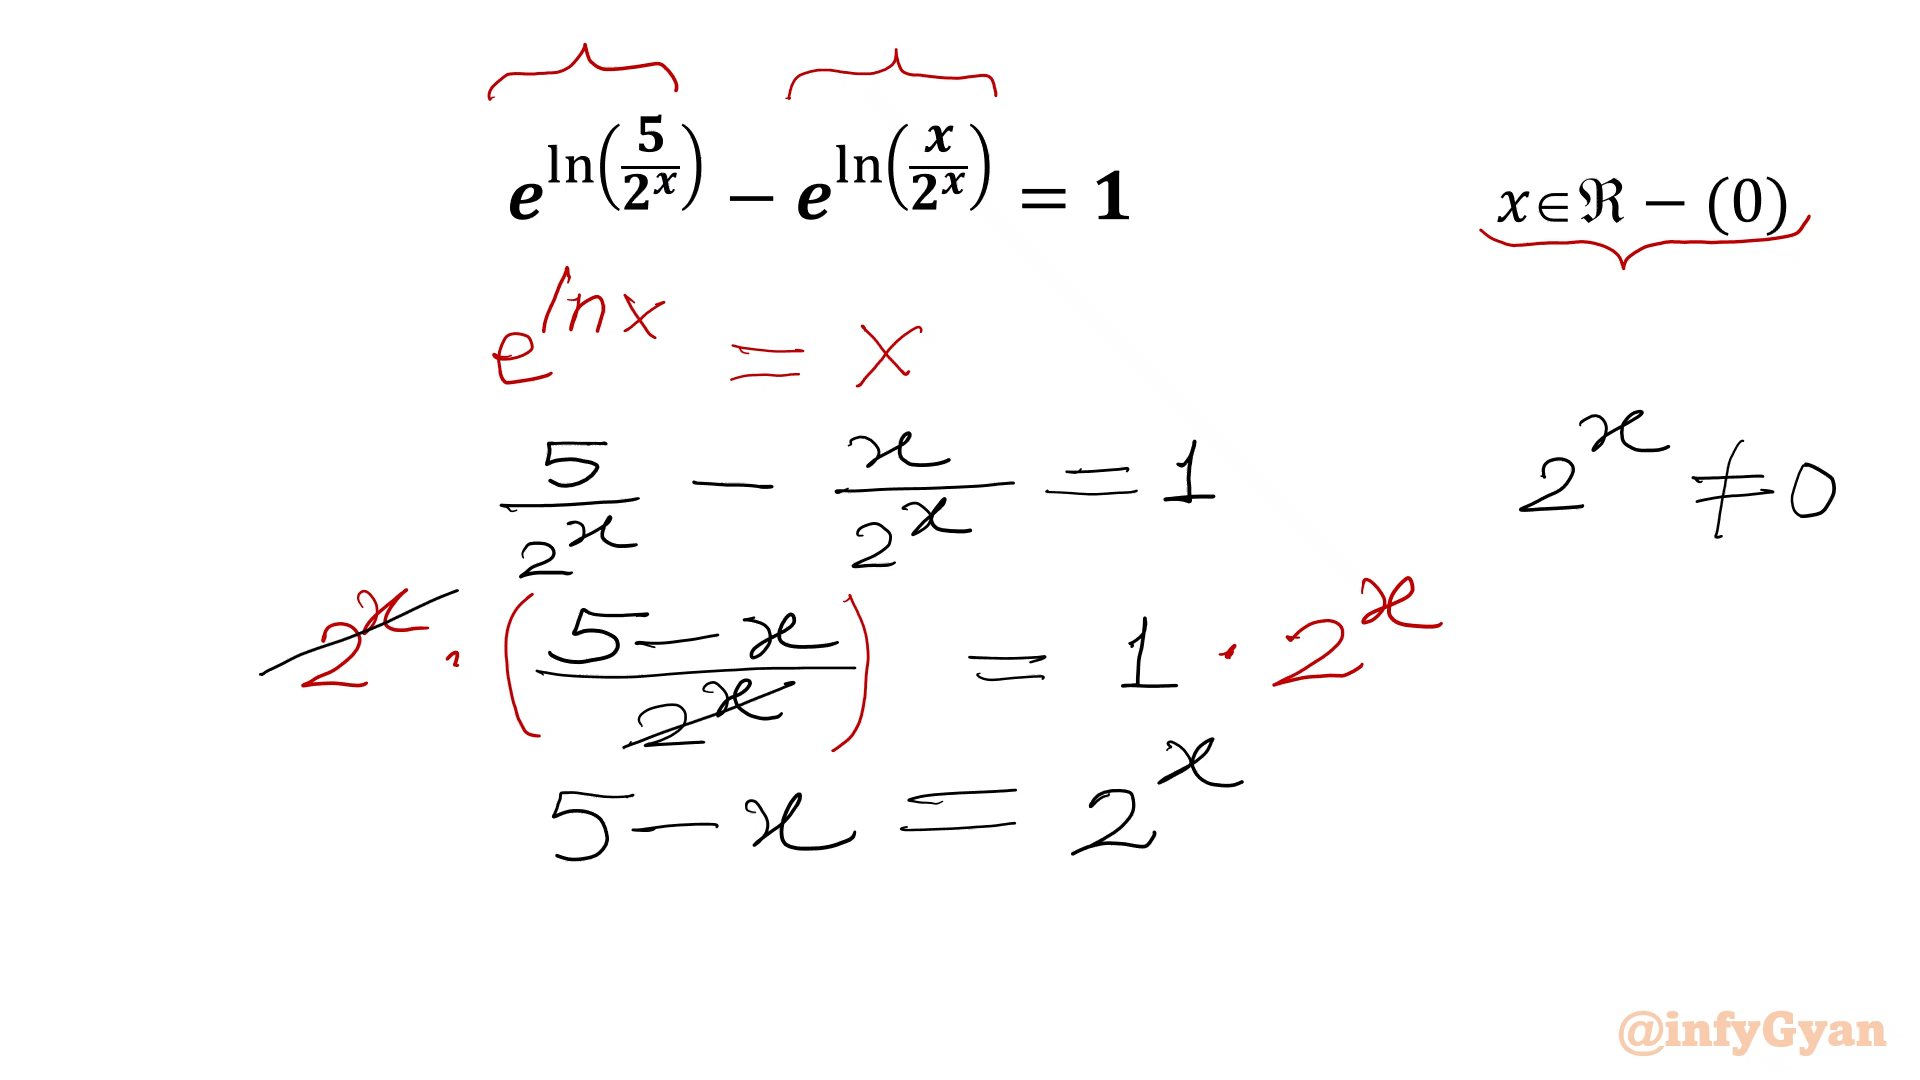 e^{ln(5/2^x)} − e^{ln(x/2^x)} = 1
x∈ℜ − (0)
e^{ln x} = x
5/2^x − x/2^x = 1
2^x ≠ 0
2^x · ((5 − x)/2^x) = 1 · 2^x
5 − x = 2^x
@infyGyan